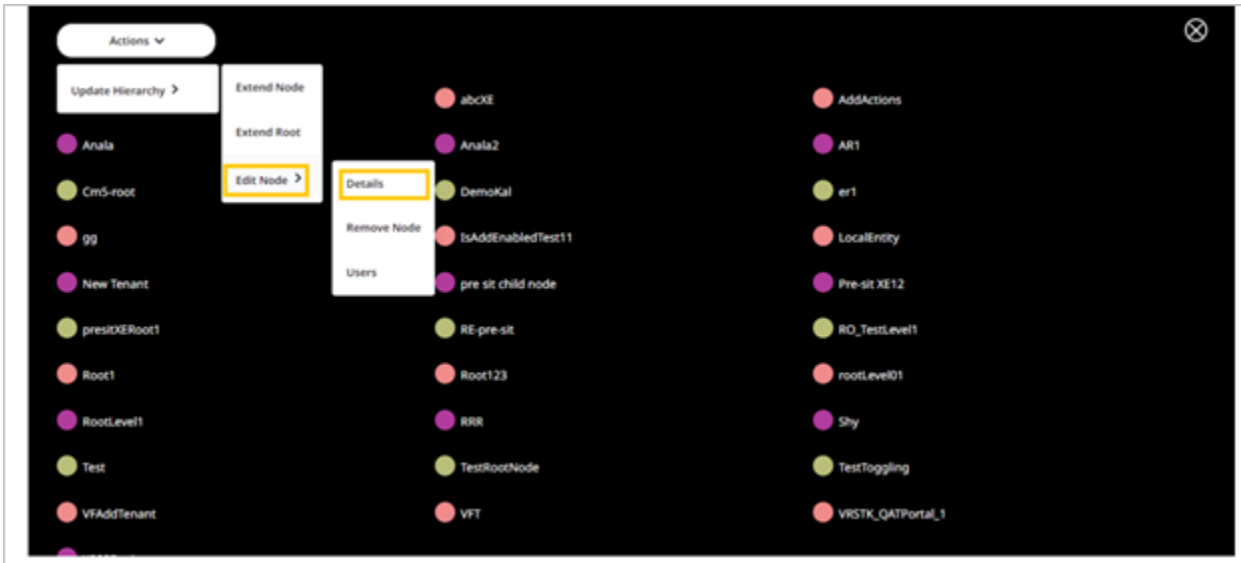 Actions
Update Hierarchy
Extend Node
Extend Root
Edit Node
Details
Remove Node
Users
abcXE
AddActions
Anala
Anala2
AR1
Cm5-root
DemoKal
er1
gg
IsAddEnabledTest11
LocalEntity
New Tenant
pre sit child node
Pre-sit XE12
presitXERoot1
RE-pre-sit
RO_TestLevel1
Root1
Root123
rootLevel01
RootLevel1
RRR
Shy
Test
TestRootNode
TestToggling
VFAddTenant
VFT
VRSTK_QATPortal_1